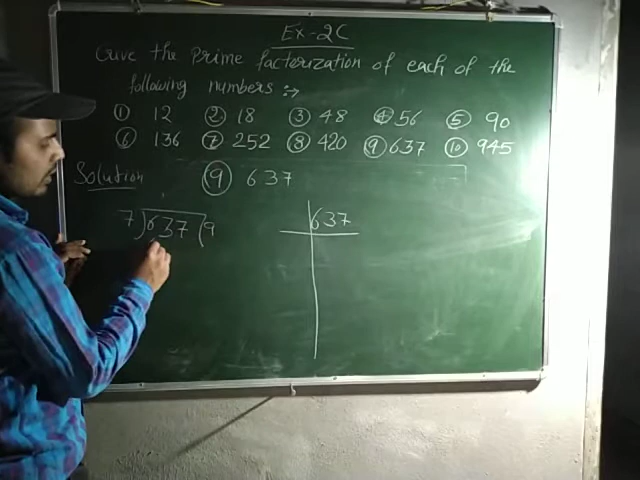 Ex-2C
Give the Prime factorization of each of the
following numbers :→
① 12 ② 18 ③ 48 ④ 56 ⑤ 90
⑥ 136 ⑦ 252 ⑧ 420 ⑨ 637 ⑩ 945
Solution ⑨ 637
7)637(9 637